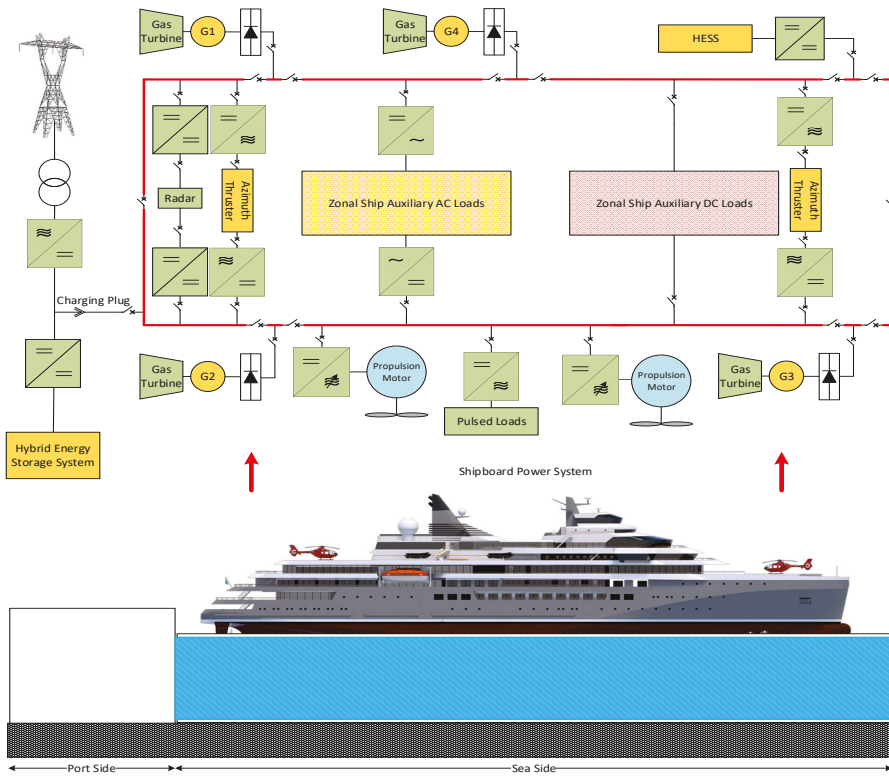 Gas
Turbine
G1
Gas
Turbine
G4
HESS
Radar
Azimuth
Thruster
Zonal Ship Auxiliary AC Loads
Zonal Ship Auxiliary DC Loads
Azimuth
Thruster
Charging Plug
Gas
Turbine
G2
Propulsion
Motor
Pulsed Loads
Propulsion
Motor
Gas
Turbine
G3
Hybrid Energy
Storage System
Shipboard Power System
Port Side
Sea Side